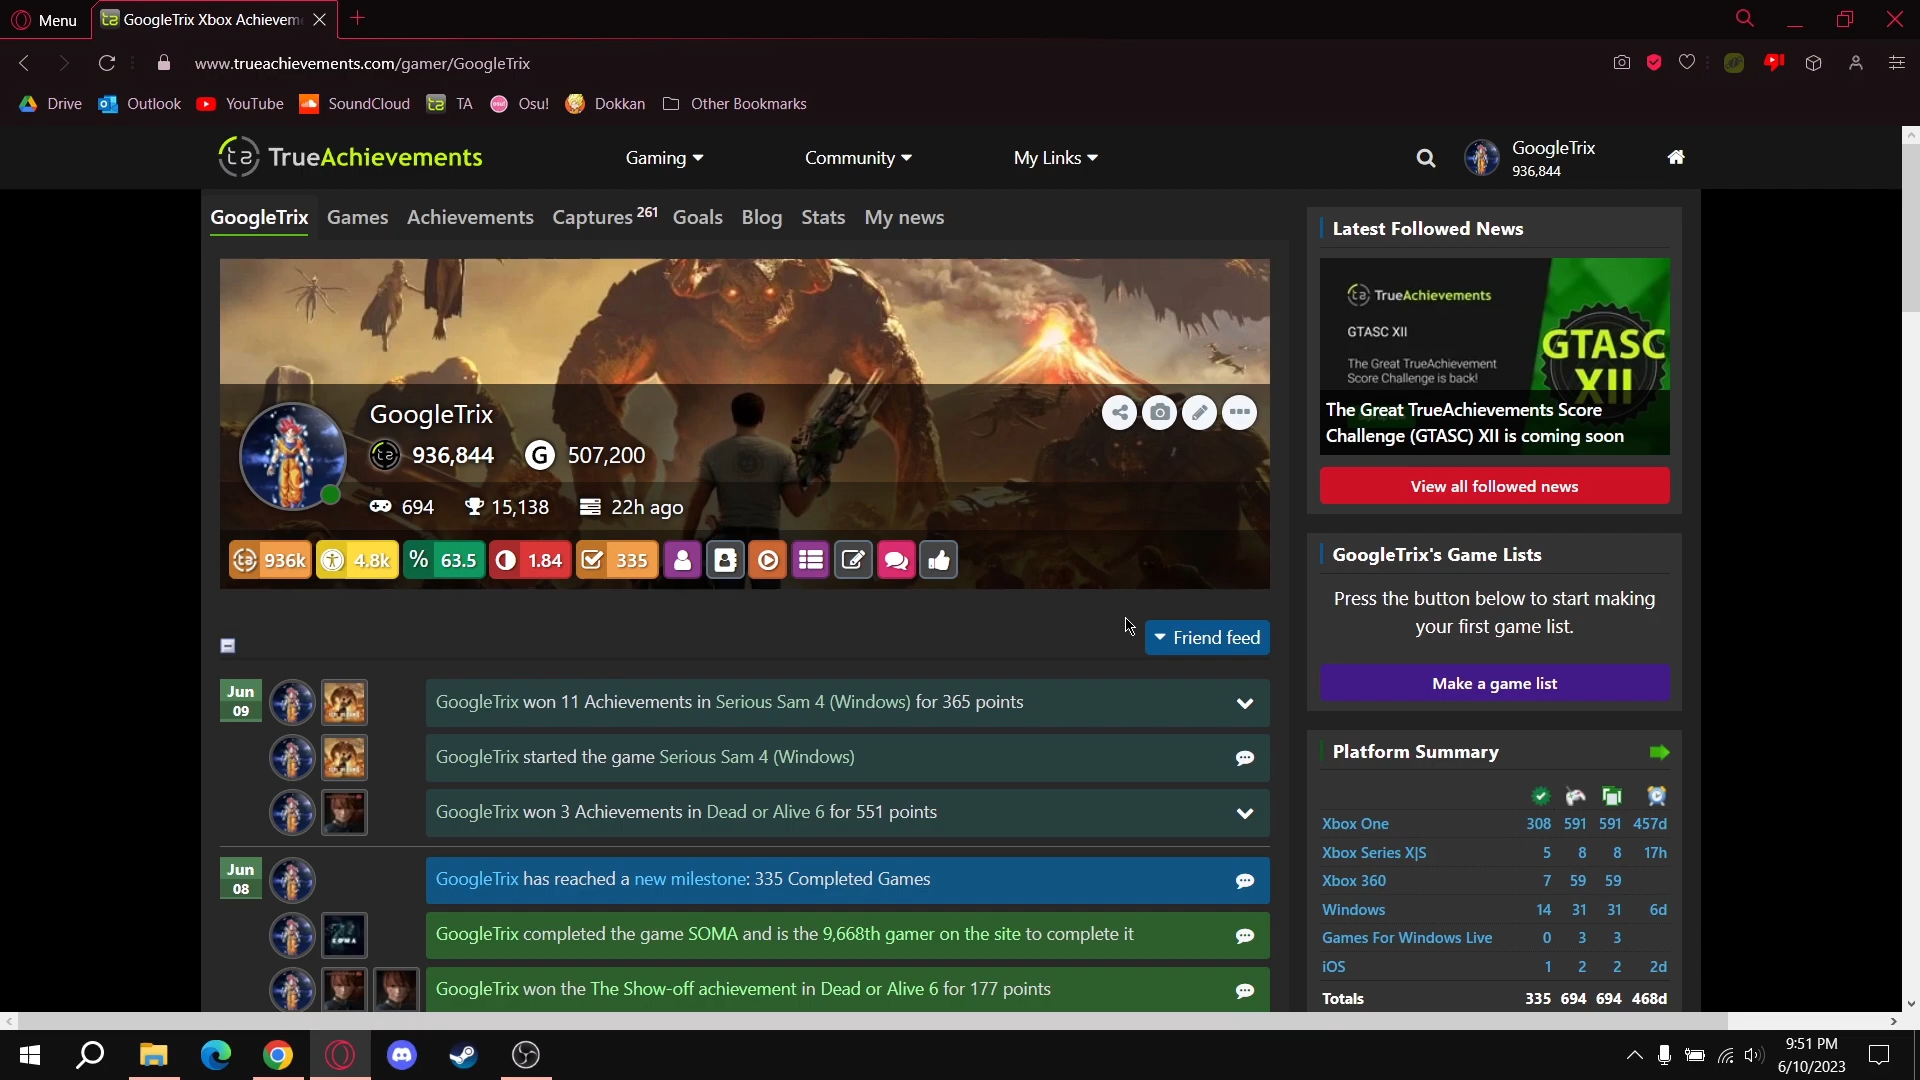 Menu
GoogleTrix Xbox Achievem
www.trueachievements.com/gamer/GoogleTrix
Drive Outlook YouTube SoundCloud TA Osu! Dokkan Other Bookmarks
TrueAchievements
Gaming Community My Links
GoogleTrix
936,844
GoogleTrix Games Achievements Captures 261 Goals Blog Stats My news
GoogleTrix
936,844 G 507,200
694 15,138 22h ago
936k 4.8k % 63.5 1.84 335
Friend feed
Jun
09
GoogleTrix won 11 Achievements in Serious Sam 4 (Windows) for 365 points
GoogleTrix started the game Serious Sam 4 (Windows)
GoogleTrix won 3 Achievements in Dead or Alive 6 for 551 points
Jun
08
GoogleTrix has reached a new milestone: 335 Completed Games
SOMA
GoogleTrix completed the game SOMA and is the 9,668th gamer on the site to complete it
GoogleTrix won the The Show-off achievement in Dead or Alive 6 for 177 points
Latest Followed News
TrueAchievements
GTASC XII
The Great TrueAchievement
Score Challenge is back!
GTASC
XII
The Great TrueAchievements Score
Challenge (GTASC) XII is coming soon
View all followed news
GoogleTrix's Game Lists
Press the button below to start making
your first game list.
Make a game list
Platform Summary
Xbox One 308 591 591 457d
Xbox Series X|S 5 8 8 17h
Xbox 360 7 59 59
Windows 14 31 31 6d
Games For Windows Live 0 3 3
iOS 1 2 2 2d
Totals 335 694 694 468d
9:51 PM
6/10/2023